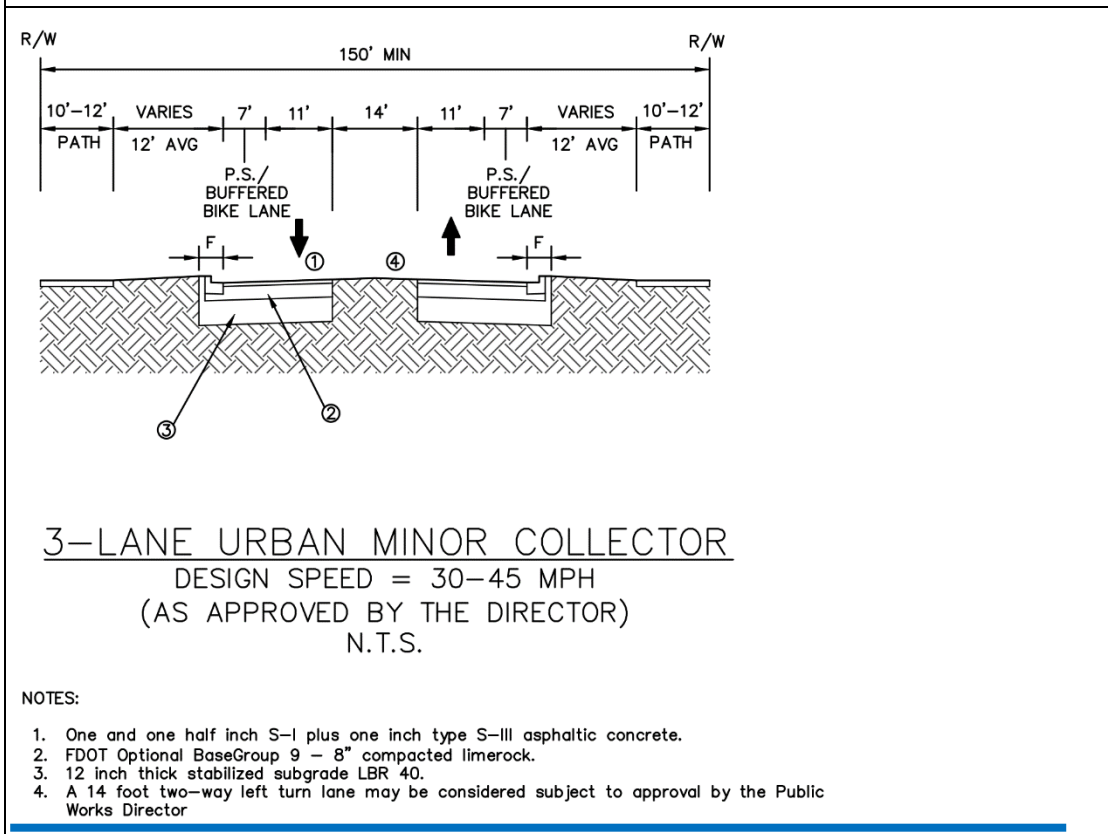 R/W
R/W
150' MIN
10'-12' VARIES 7' 11' 14' 11' 7' VARIES 10'-12'
PATH 12' AVG 12' AVG PATH
P.S./ P.S./
BUFFERED BUFFERED
BIKE LANE BIKE LANE
F F
① ④
②
③
3-LANE URBAN MINOR COLLECTOR
DESIGN SPEED = 30-45 MPH
(AS APPROVED BY THE DIRECTOR)
N.T.S.
NOTES:
1. One and one half inch S-I plus one inch type S-III asphaltic concrete.
2. FDOT Optional BaseGroup 9 - 8" compacted limerock.
3. 12 inch thick stabilized subgrade LBR 40.
4. A 14 foot two-way left turn lane may be considered subject to approval by the Public
Works Director